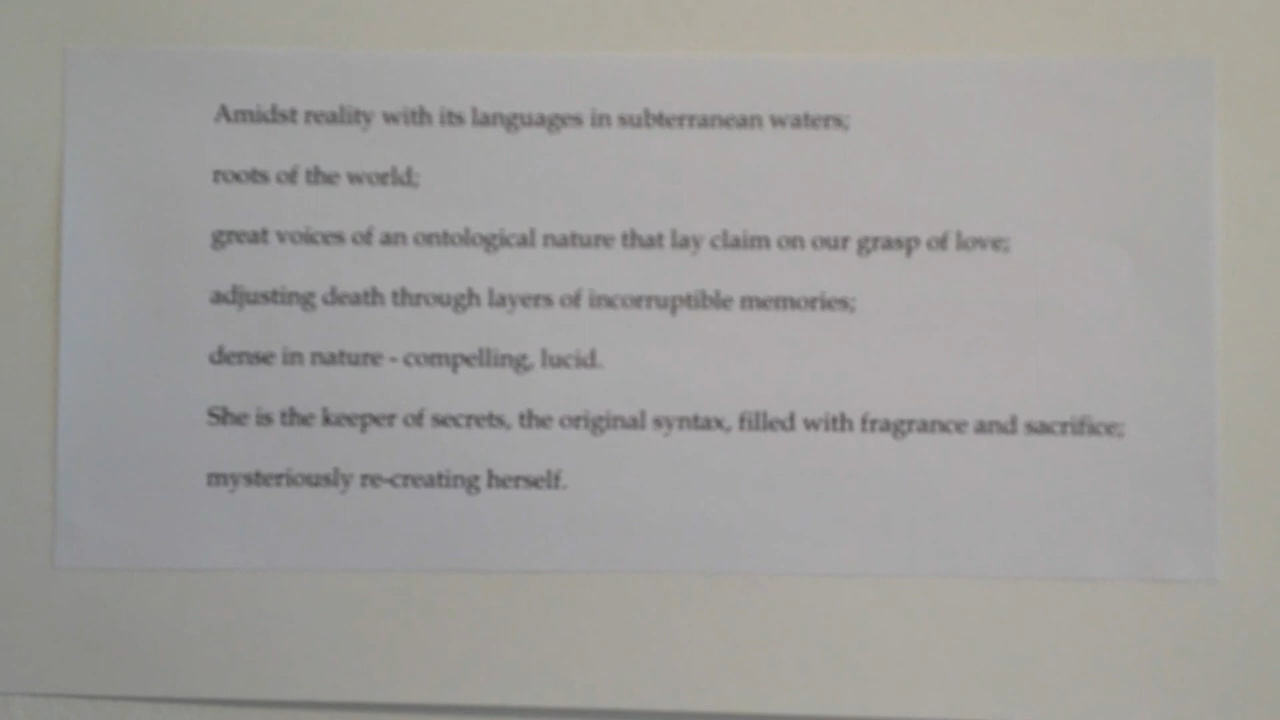 Amidst reality with its languages in subterranean waters;
roots of the world;
great voices of an ontological nature that lay claim on our grasp of love;
adjusting death through layers of incorruptible memories;
dense in nature - compelling, lucid.
She is the keeper of secrets, the original syntax, filled with fragrance and sacrifice;
mysteriously re-creating herself.